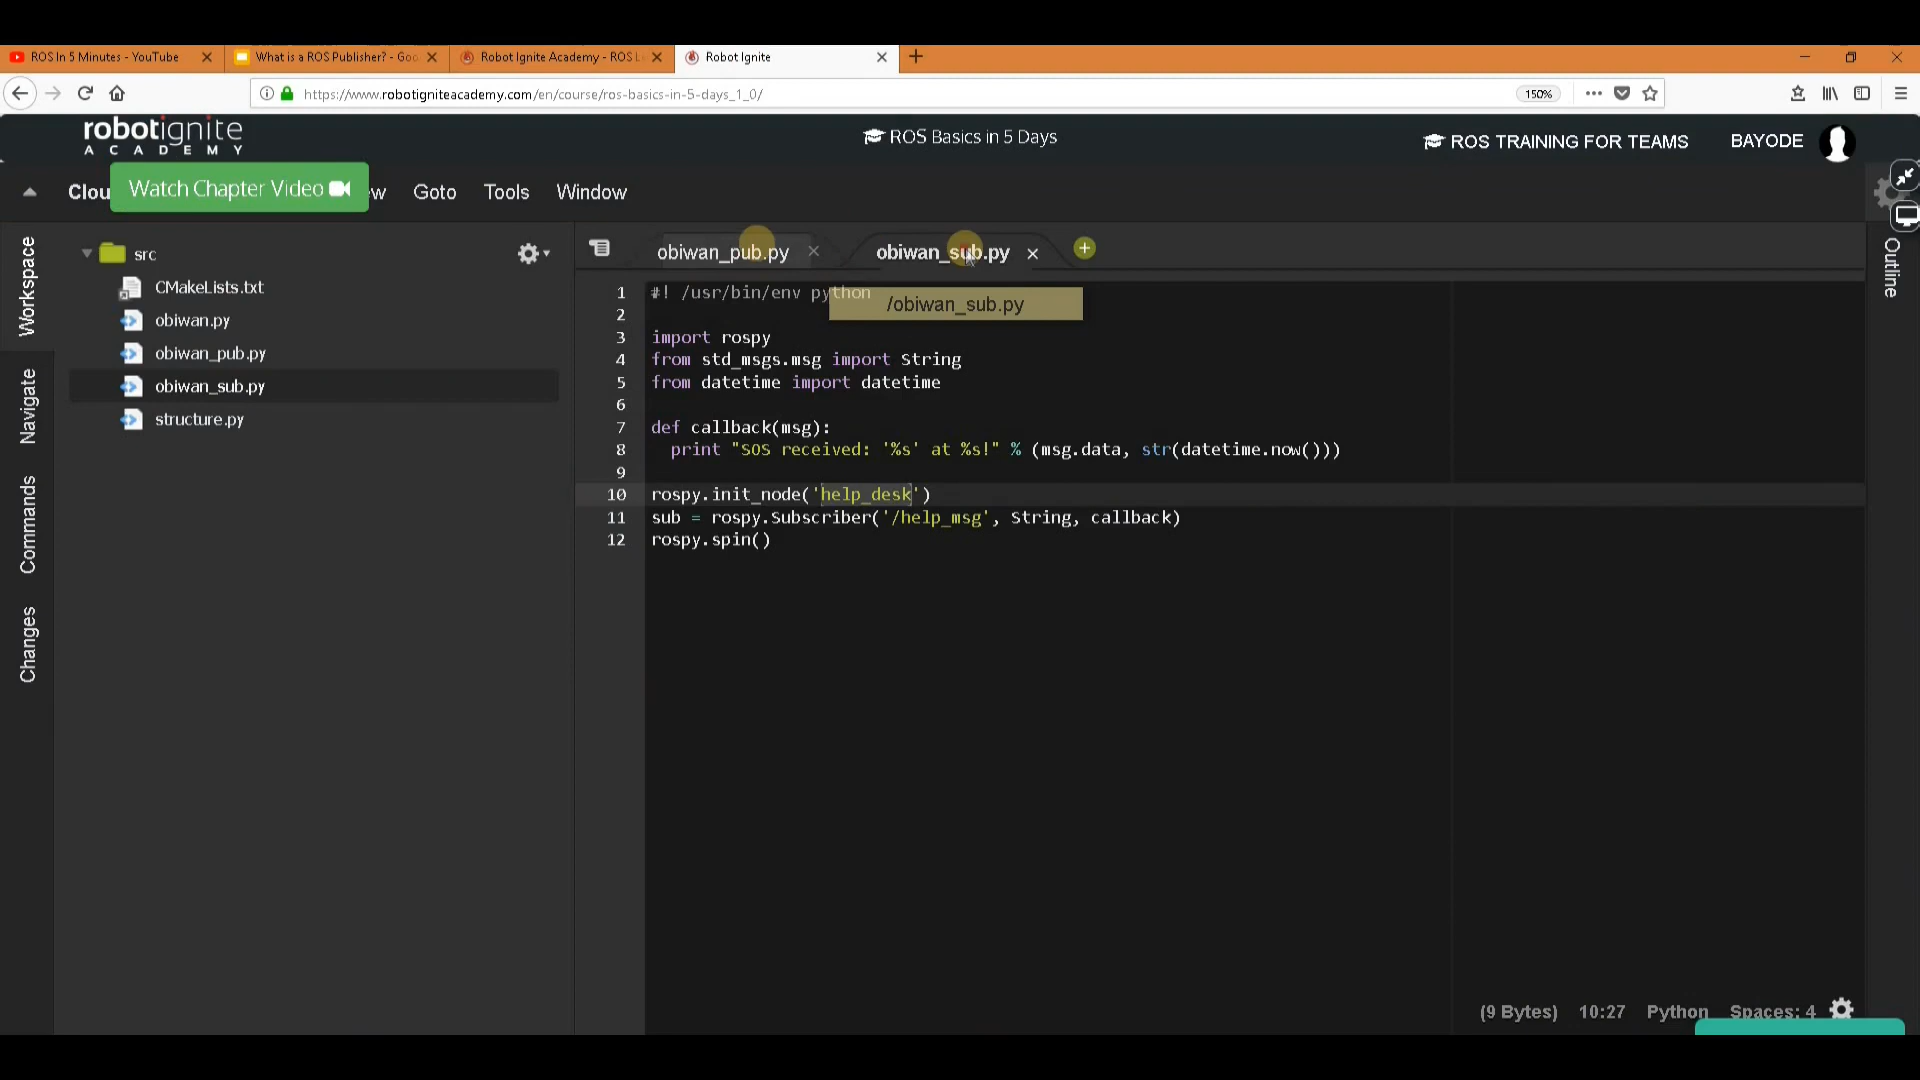 ROS In 5 Minutes - YouTube
What is a ROS Publisher? - Goo
Robot Ignite Academy - ROS L
Robot Ignite
https://www.robotigniteacademy.com/en/course/ros-basics-in-5-days_1_0/
150%
robotignite
ACADEMY
ROS Basics in 5 Days
ROS TRAINING FOR TEAMS
BAYODE
Clou
Watch Chapter Video
ew
Goto
Tools
Window
Workspace
Navigate
Commands
Changes
src
CMakeLists.txt
obiwan.py
obiwan_pub.py
obiwan_sub.py
structure.py
obiwan_pub.py
obiwan_sub.py
/obiwan_sub.py
Outline
1 #! /usr/bin/env python
2
3 import rospy
4 from std_msgs.msg import String
5 from datetime import datetime
6
7 def callback(msg):
8 print "SOS received: '%s' at %s!" % (msg.data, str(datetime.now()))
9
10 rospy.init_node('help_desk')
11 sub = rospy.Subscriber('/help_msg', String, callback)
12 rospy.spin()
(9 Bytes) 10:27 Python Spaces: 4